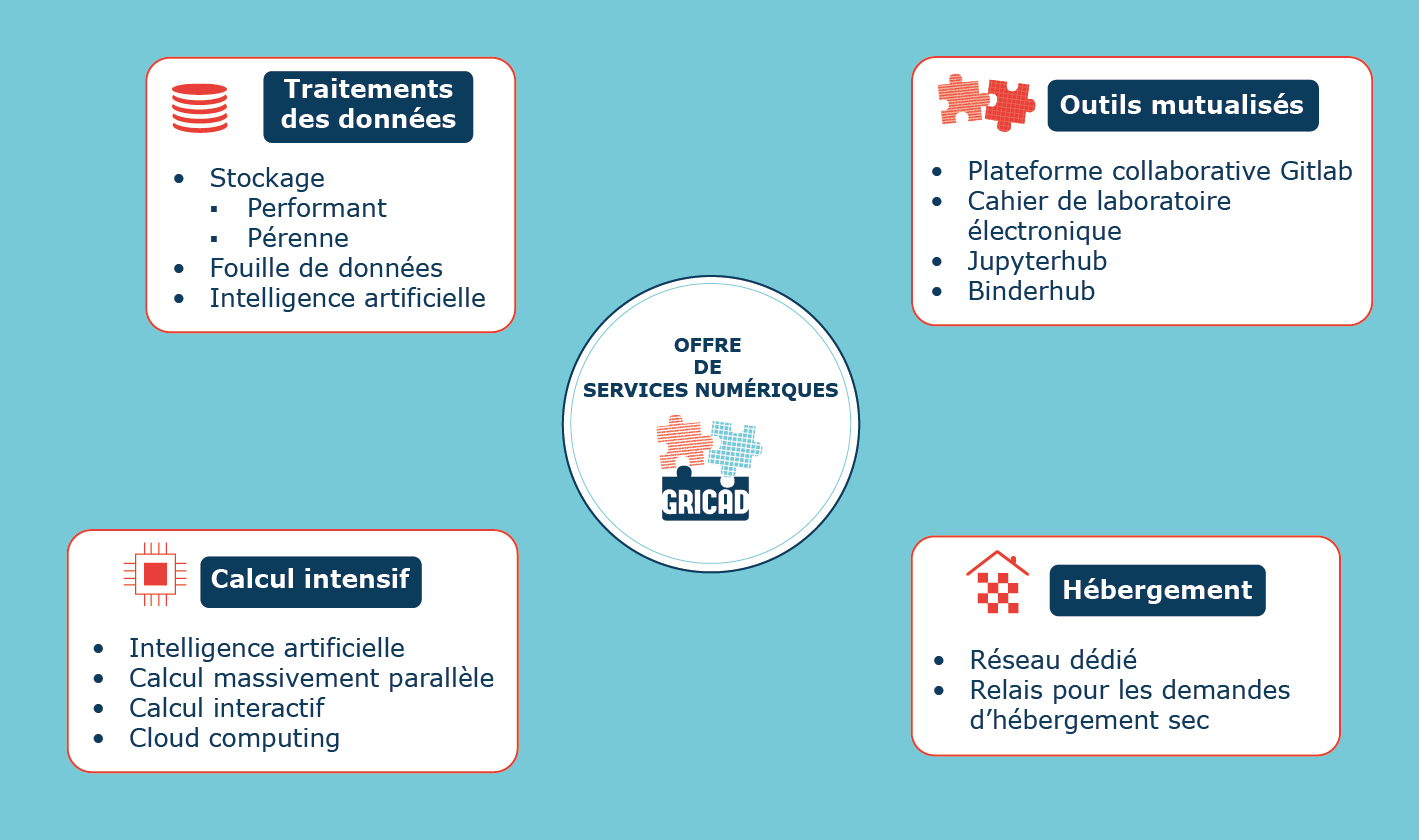 Traitements
des données
• Stockage
▪ Performant
▪ Pérenne
• Fouille de données
• Intelligence artificielle
Outils mutualisés
• Plateforme collaborative Gitlab
• Cahier de laboratoire
électronique
• Jupyterhub
• Binderhub
OFFRE
DE
SERVICES NUMÉRIQUES
GRICAD
Calcul intensif
• Intelligence artificielle
• Calcul massivement parallèle
• Calcul interactif
• Cloud computing
Hébergement
• Réseau dédié
• Relais pour les demandes
d’hébergement sec